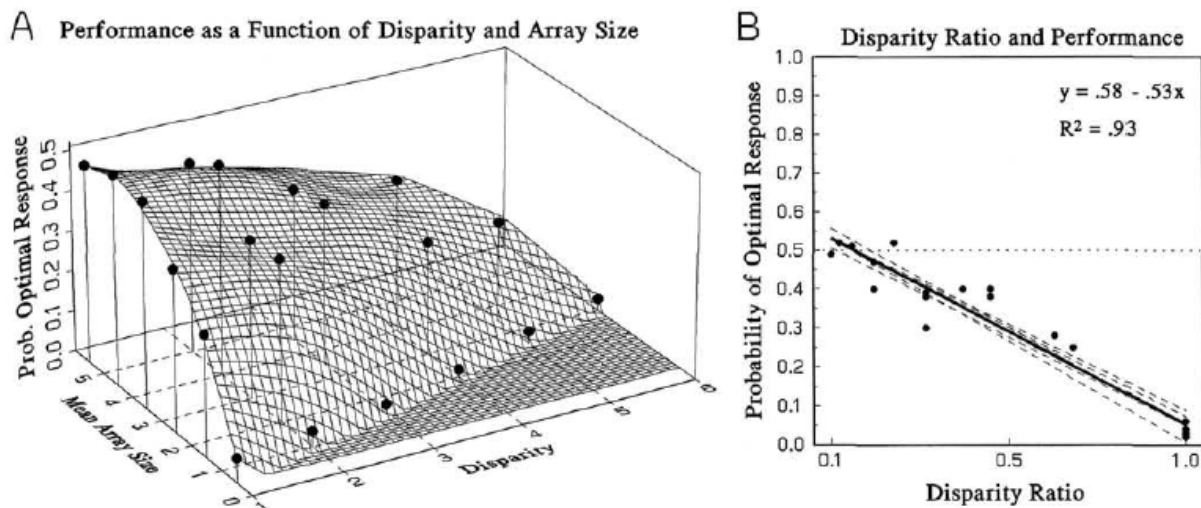 A
Performance as a Function of Disparity and Array Size
Prob. Optimal Response
0.5
0.4
0.3
0.2
0.1
0.0
5
4
3
2
1
0
Mean Array Size
2
3
4
Disparity
B
Disparity Ratio and Performance
y = .58 - .53x
R² = .93
Probability of Optimal Response
1.0
0.9
0.8
0.7
0.6
0.5
0.4
0.3
0.2
0.1
0.0
0.1 0.5 1.0
Disparity Ratio